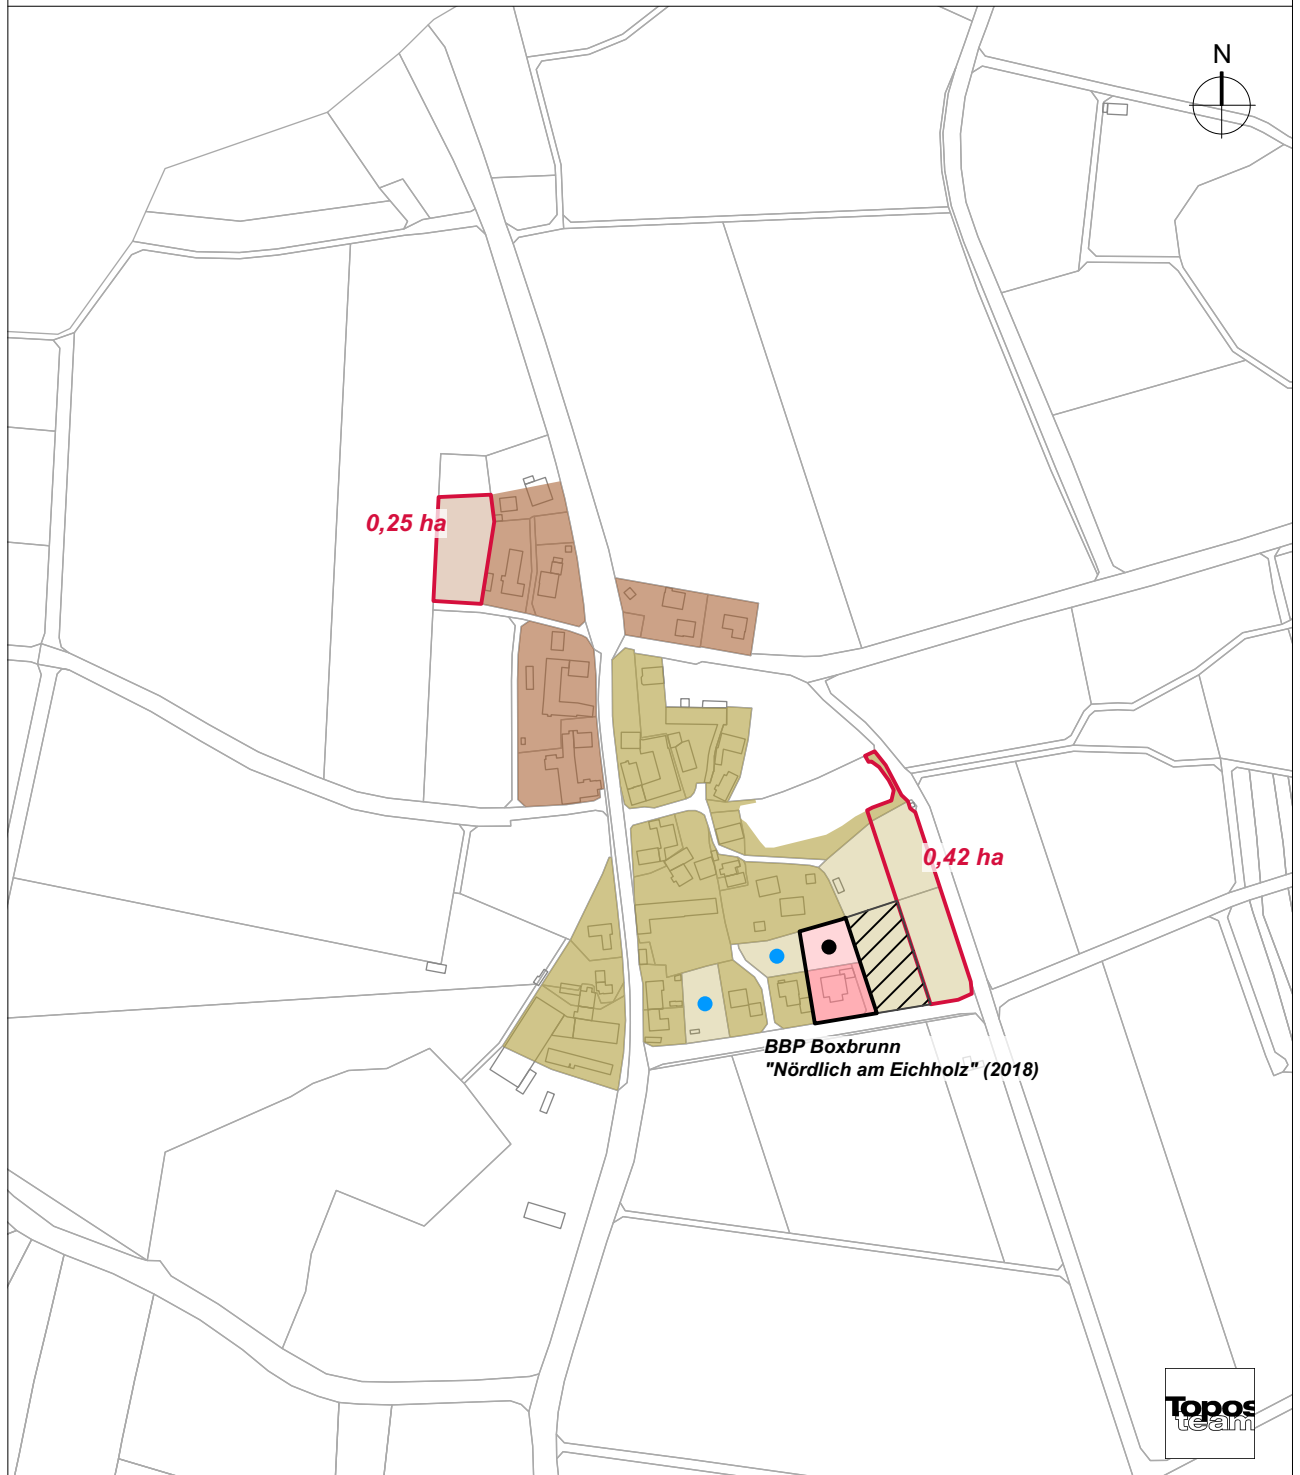 N
0,25 ha
0,42 ha
BBP Boxbrunn
"Nördlich am Eichholz" (2018)
Topos
team